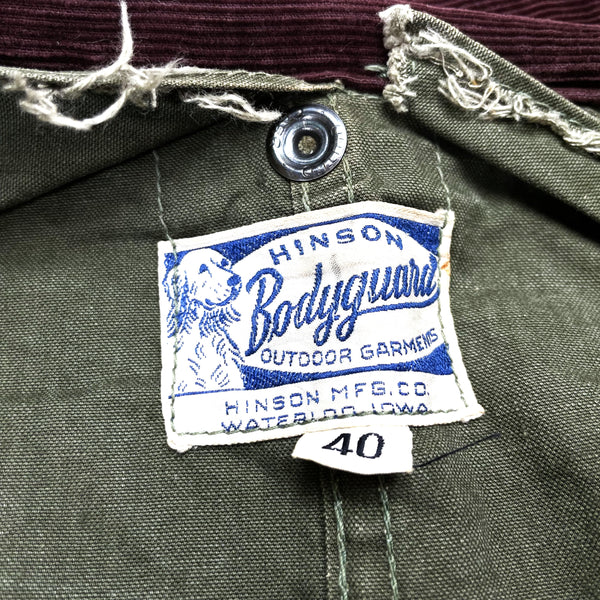 HINSON
Bodyguard
OUTDOOR GARMENTS
HINSON MFG. CO.
WATERLOO, IOWA
40